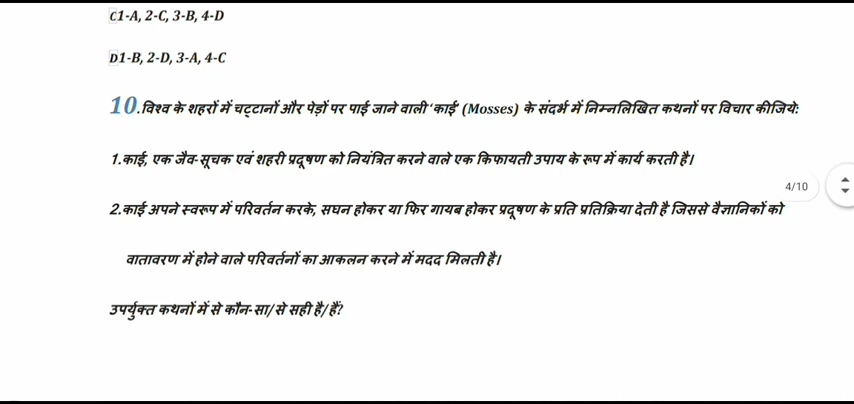 C1-A, 2-C, 3-B, 4-D
D1-B, 2-D, 3-A, 4-C
10.विश्व के शहरों में चट्टानों और पेड़ों पर पाई जाने वाली ‘काई’ (Mosses) के संदर्भ में निम्नलिखित कथनों पर विचार कीजिये:
1.काई, एक जैव-सूचक एवं शहरी प्रदूषण को नियंत्रित करने वाले एक किफायती उपाय के रूप में कार्य करती है।
4/10
2.काई अपने स्वरूप में परिवर्तन करके, सघन होकर या फिर गायब होकर प्रदूषण के प्रति प्रतिक्रिया देती है जिससे वैज्ञानिकों को
वातावरण में होने वाले परिवर्तनों का आकलन करने में मदद मिलती है।
उपर्युक्त कथनों में से कौन-सा/से सही है/हैं?